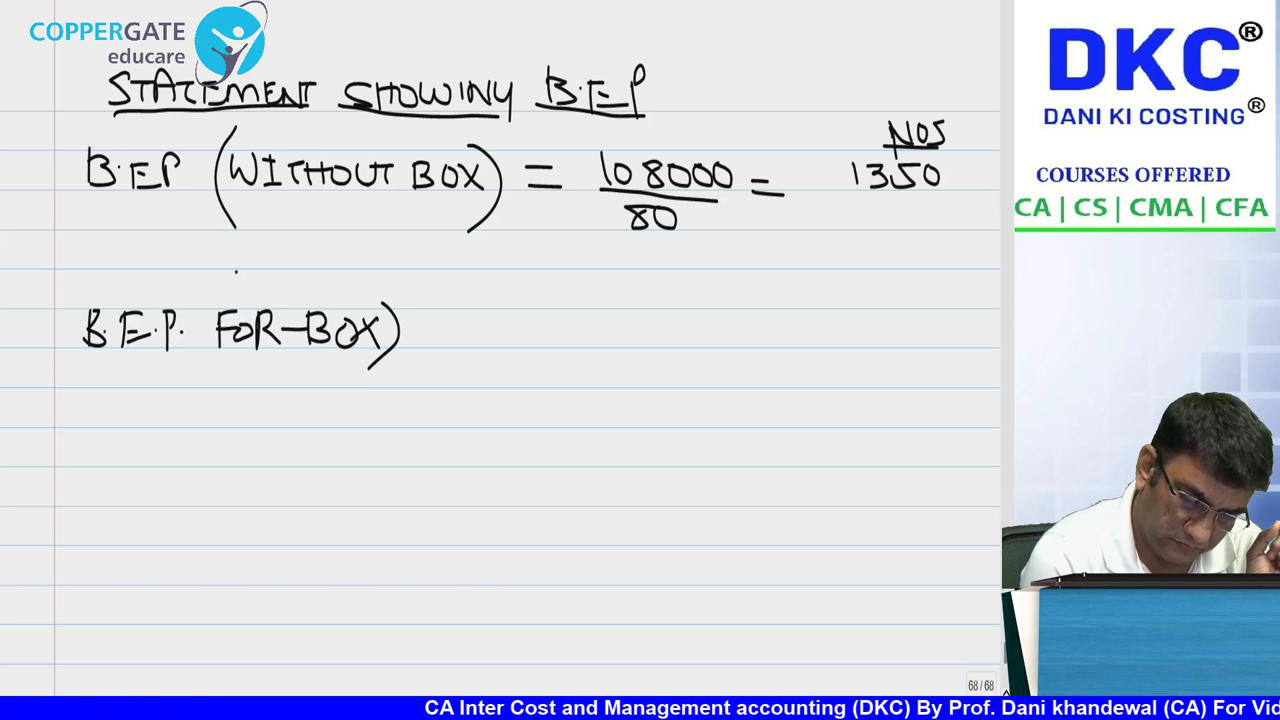 COPPERGATE
educare
STATEMENT SHOWING B.E.P
NOS
B.E.P (WITHOUT BOX) = 108000 = 1350
80
B.E.P. FOR-BOX)
68 / 68
DKC®
DANI KI COSTING®
COURSES OFFERED
CA | CS | CMA | CFA
CA Inter Cost and Management accounting (DKC) By Prof. Dani khandewal (CA) For Vic